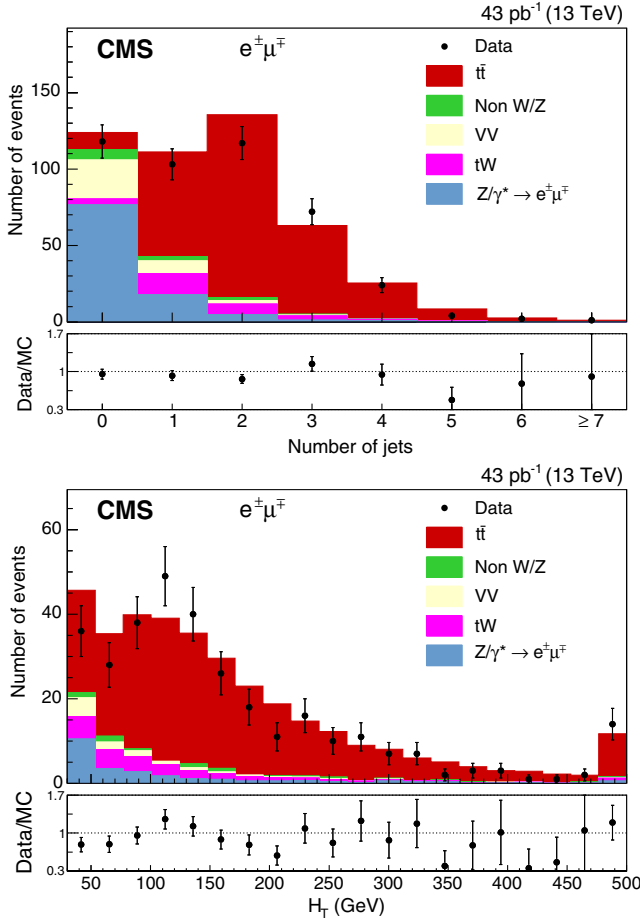 43 pb⁻¹ (13 TeV)
CMS e±μ∓
Data
tt̄
Non W/Z
VV
tW
Z/γ* → e±μ∓
Number of events
150
100
50
0
Data/MC
1.7
1
0.3
0 1 2 3 4 5 6 ≥ 7
Number of jets
43 pb⁻¹ (13 TeV)
CMS e±μ∓
Data
tt̄
Non W/Z
VV
tW
Z/γ* → e±μ∓
Number of events
60
40
20
0
Data/MC
1.7
1
0.3
50 100 150 200 250 300 350 400 450 500
H_T (GeV)